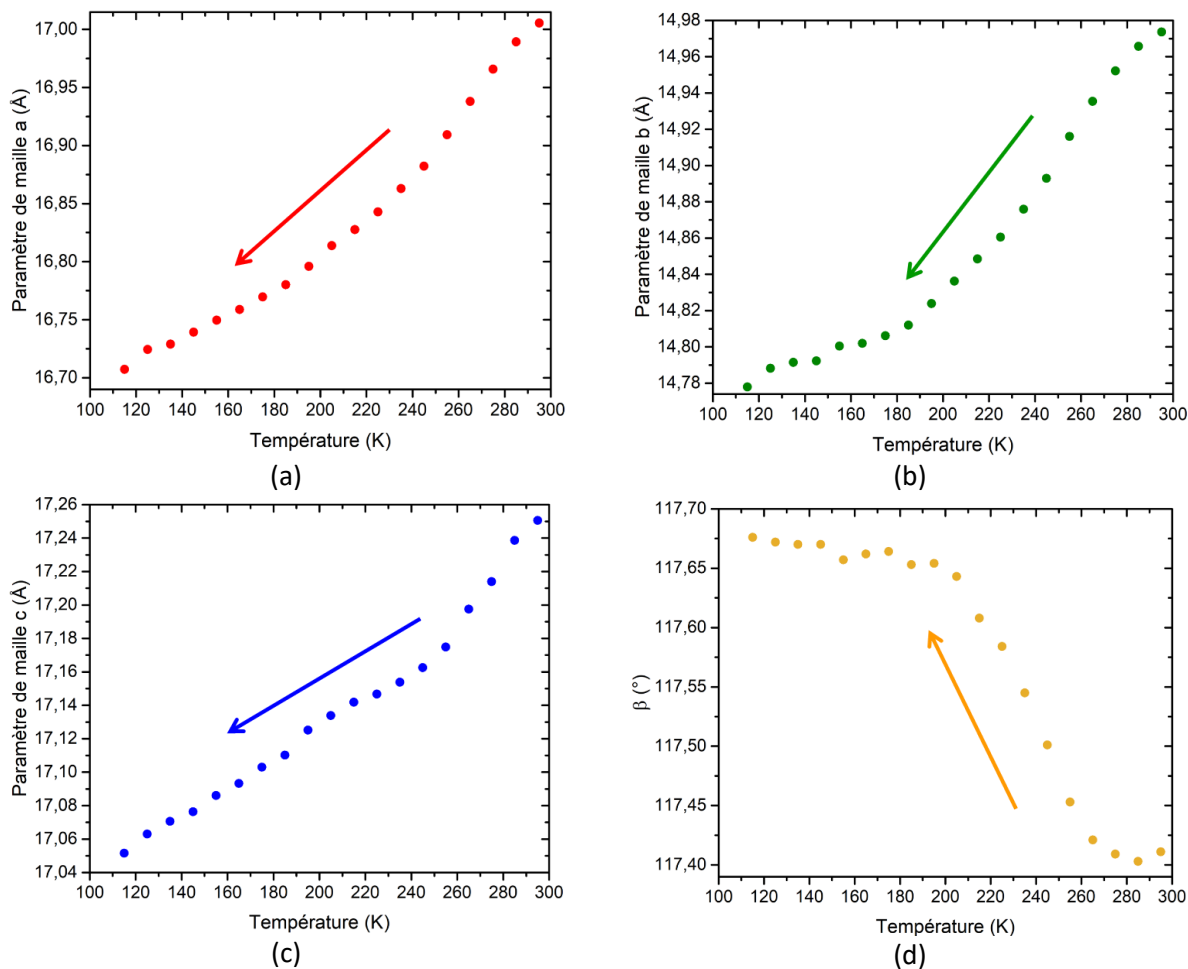 17,00
16,95
16,90
16,85
16,80
16,75
16,70
Paramètre de maille a (Å)
100 120 140 160 180 200 220 240 260 280 300
Température (K)
(a)
14,98
14,96
14,94
14,92
14,90
14,88
14,86
14,84
14,82
14,80
14,78
Paramètre de maille b (Å)
100 120 140 160 180 200 220 240 260 280 300
Température (K)
(b)
17,26
17,24
17,22
17,20
17,18
17,16
17,14
17,12
17,10
17,08
17,06
17,04
Paramètre de maille c (Å)
100 120 140 160 180 200 220 240 260 280 300
Température (K)
(c)
117,70
117,65
117,60
117,55
117,50
117,45
117,40
β (°)
100 120 140 160 180 200 220 240 260 280 300
Température (K)
(d)